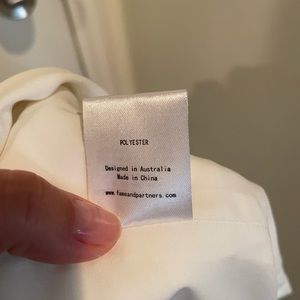 POLYESTER
Designed in Australia
Made in China
www.fameandpartners.com